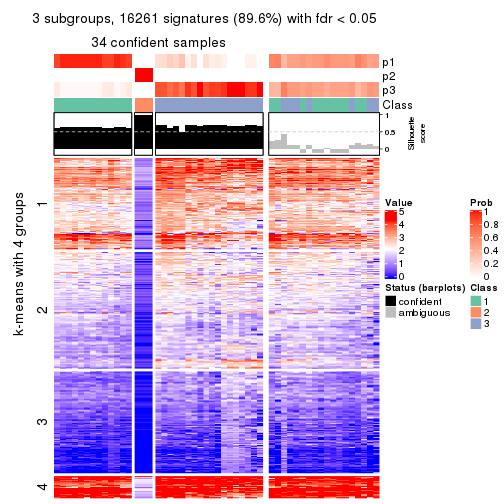 3 subgroups, 16261 signatures (89.6%) with fdr < 0.05
34 confident samples
p1
p2
p3
Class
1
0.5
0
Silhouette
score
k-means with 4 groups
1
2
3
4
Value
5
4
3
2
1
0
Prob
1
0.8
0.6
0.4
0.2
0
Status (barplots)
confident
ambiguous
Class
1
2
3